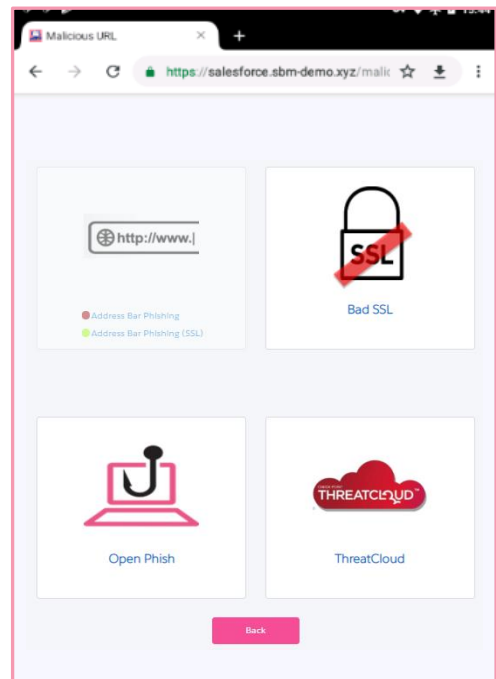 Malicious URL
https://salesforce.sbm-demo.xyz/malic
http://www.|
SSL
Address Bar Phishing
Address Bar Phishing (SSL)
Bad SSL
THREATCLOUD™
Open Phish
ThreatCloud
Back